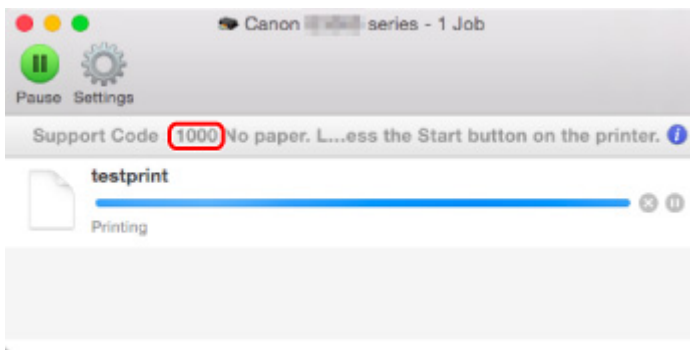 Canon series - 1 Job
Pause Settings
Support Code 1000 No paper. L...ess the Start button on the printer.
testprint
Printing